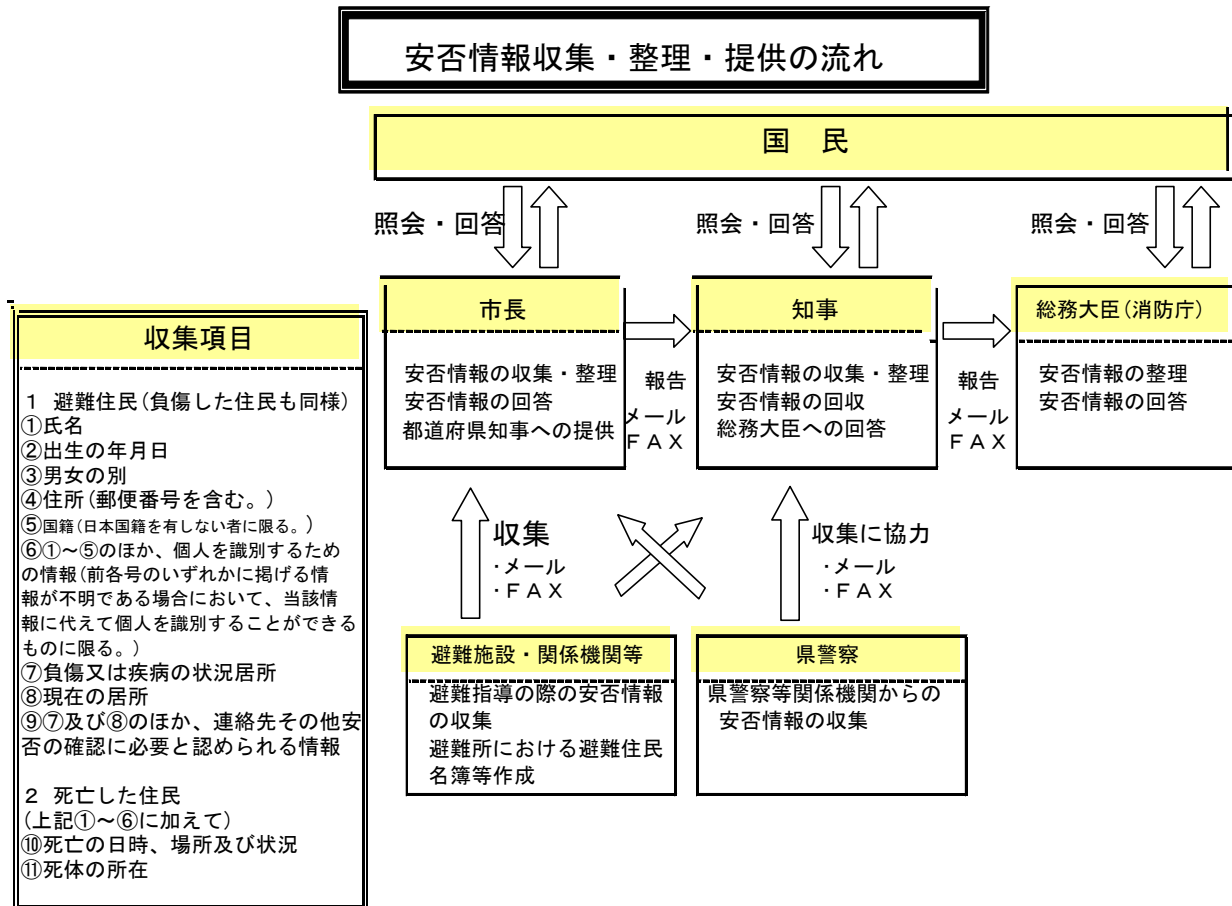 安否情報収集・整理・提供の流れ
国　民
照会・回答
照会・回答
照会・回答
市長
安否情報の収集・整理
安否情報の回答
都道府県知事への提供
報告
メール
ＦＡＸ
知事
安否情報の収集・整理
安否情報の回収
総務大臣への回答
報告
メール
ＦＡＸ
総務大臣(消防庁)
安否情報の整理
安否情報の回答
収集項目
１　避難住民(負傷した住民も同様)
①氏名
②出生の年月日
③男女の別
④住所(郵便番号を含む。)
⑤国籍(日本国籍を有しない者に限る。)
⑥①～⑤のほか、個人を識別するため
の情報(前各号のいずれかに掲げる情
報が不明である場合において、当該情
報に代えて個人を識別することができる
ものに限る。)
⑦負傷又は疾病の状況居所
⑧現在の居所
⑨⑦及び⑧のほか、連絡先その他安
否の確認に必要と認められる情報
２　死亡した住民
(上記①～⑥に加えて)
⑩死亡の日時、場所及び状況
⑪死体の所在
収集
・メール
・ＦＡＸ
収集に協力
・メール
・ＦＡＸ
避難施設・関係機関等
避難指導の際の安否情報
の収集
避難所における避難住民
名簿等作成
県警察
県警察等関係機関からの
安否情報の収集